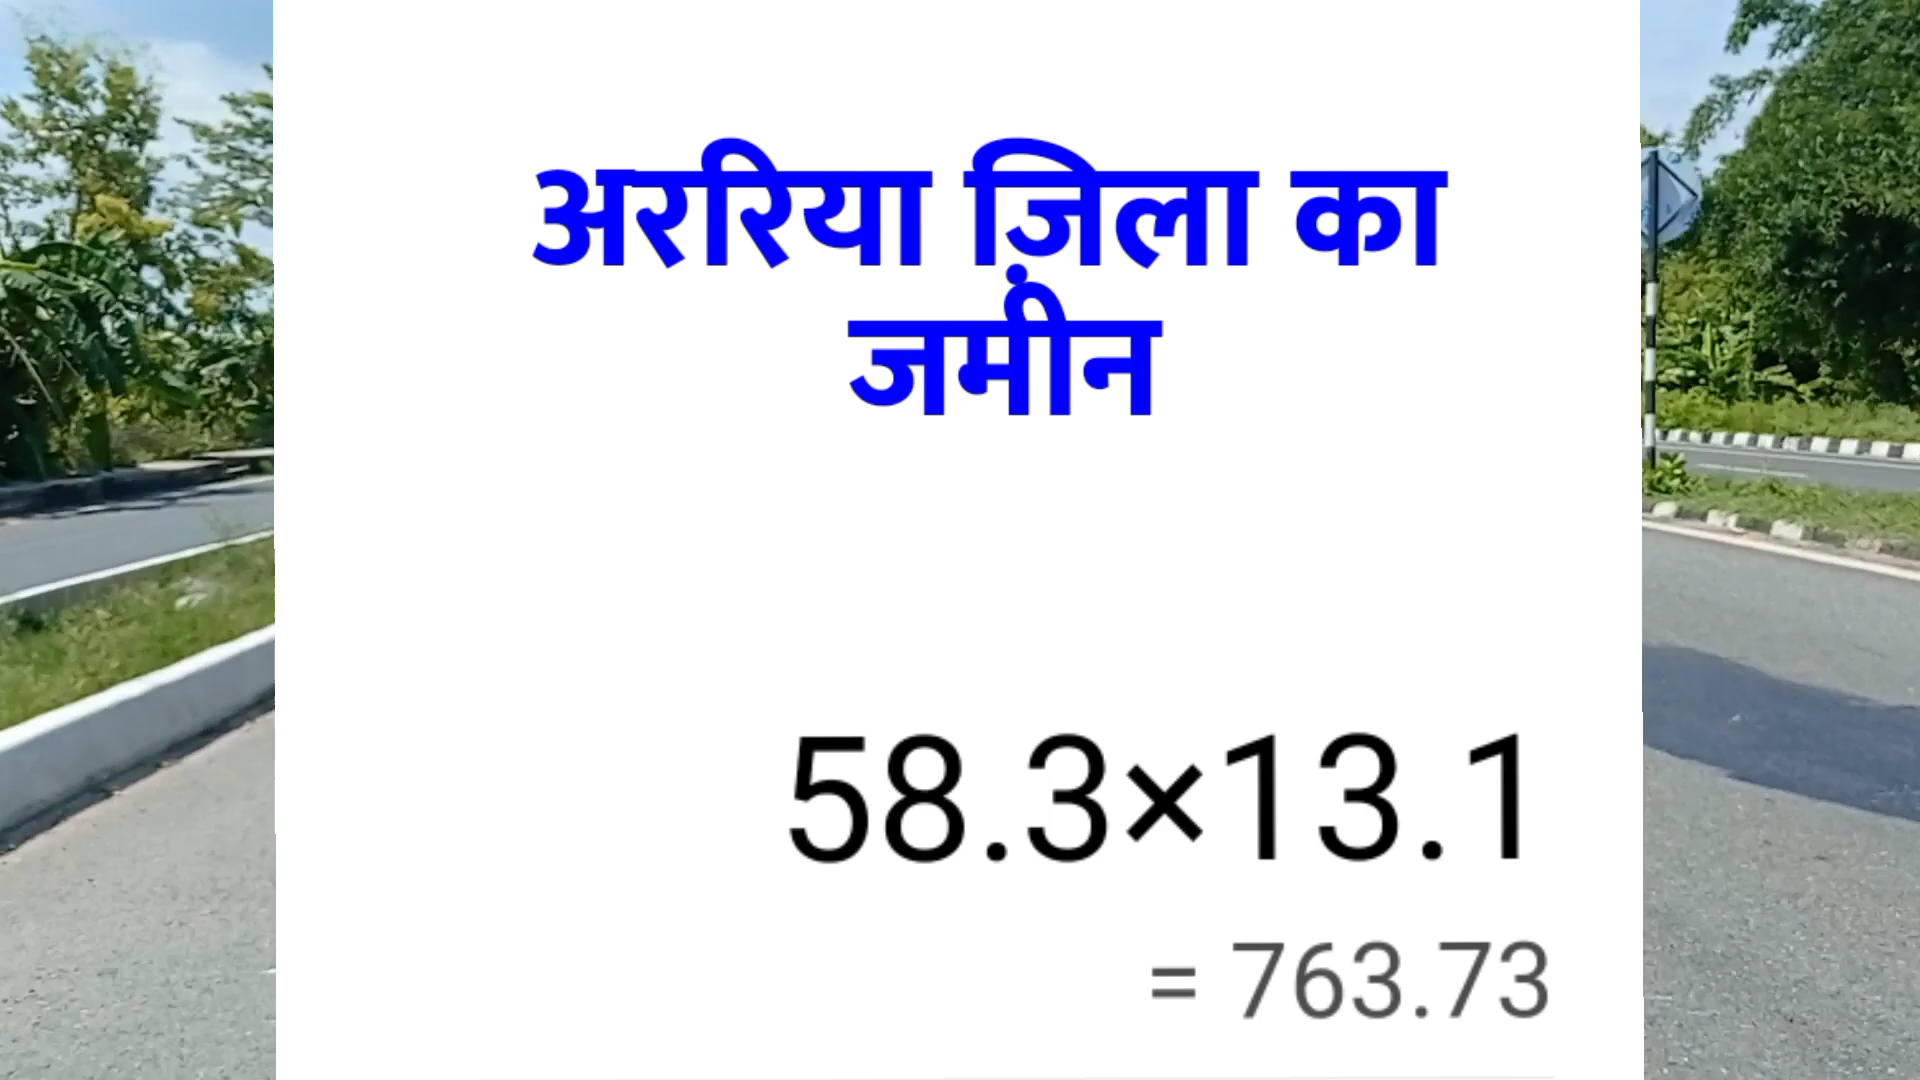 अररिया ज़िला का
जमीन
58.3×13.1
= 763.73